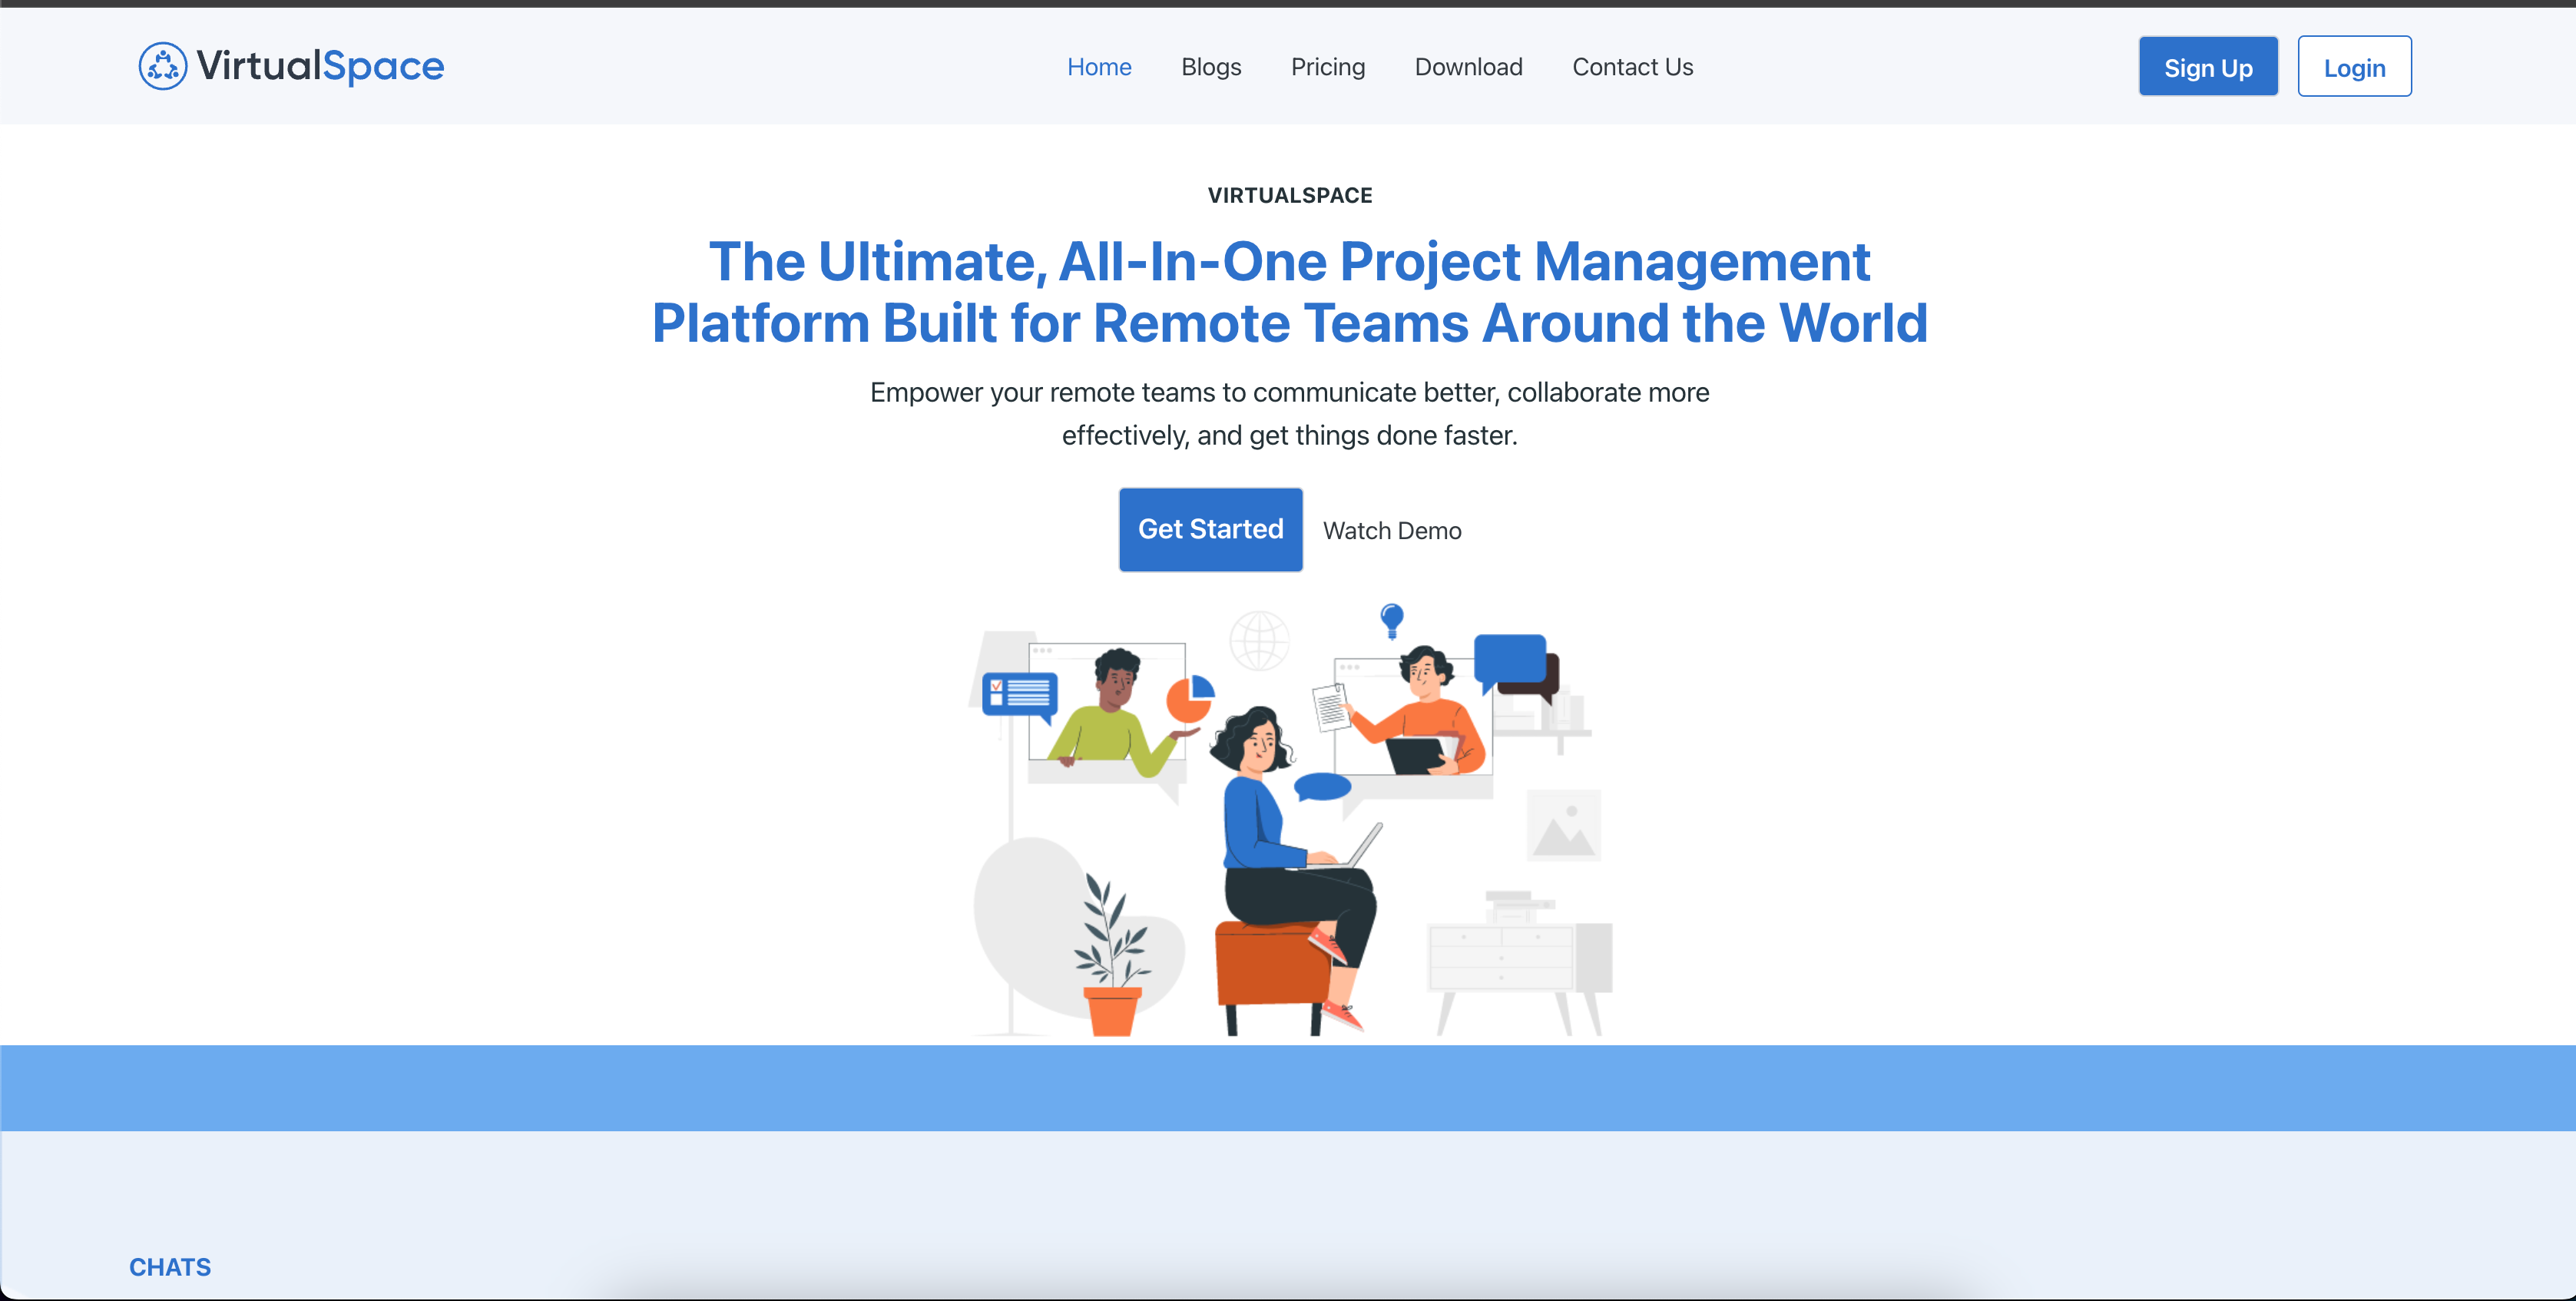 VirtualSpace
Home
Blogs
Pricing
Download
Contact Us
Sign Up
Login
VIRTUALSPACE
The Ultimate, All-In-One Project Management
Platform Built for Remote Teams Around the World
Empower your remote teams to communicate better, collaborate more
effectively, and get things done faster.
Get Started
Watch Demo
CHATS